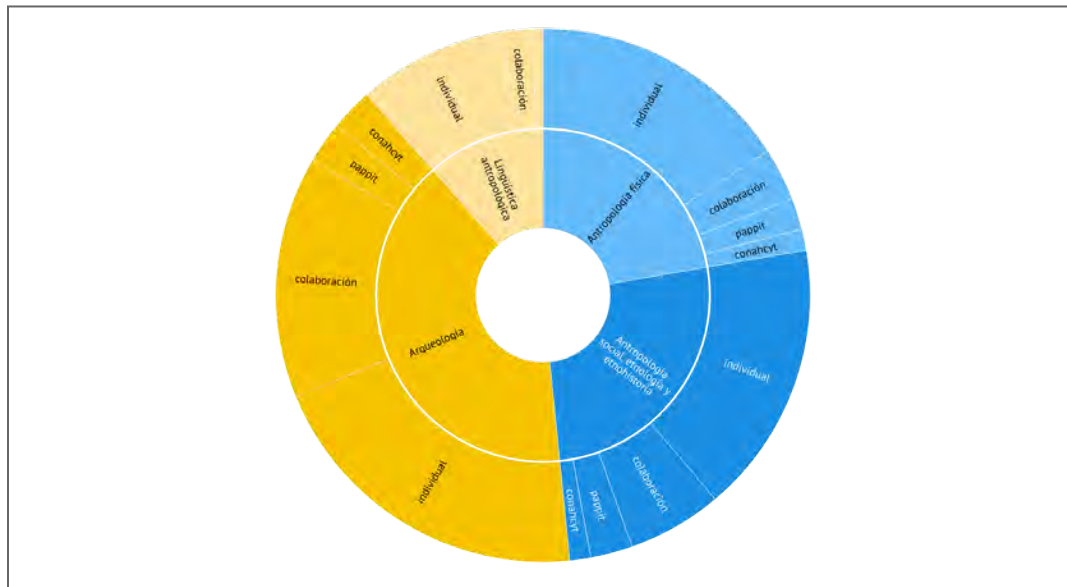 individual
colaboración
pappit
conahcyt
Antropología física
individual
colaboración
pappit
conahcyt
Antropología
social, etnología y
etnohistoria
individual
colaboración
pappit
conahcyt
Arqueología
individual
colaboración
Lingüística
antropológica